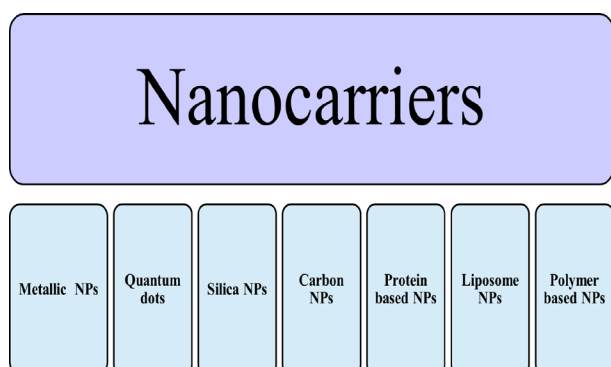 Nanocarriers
Metallic NPs
Quantum
dots
Silica NPs
Carbon
NPs
Protein
based NPs
Liposome
NPs
Polymer
based NPs